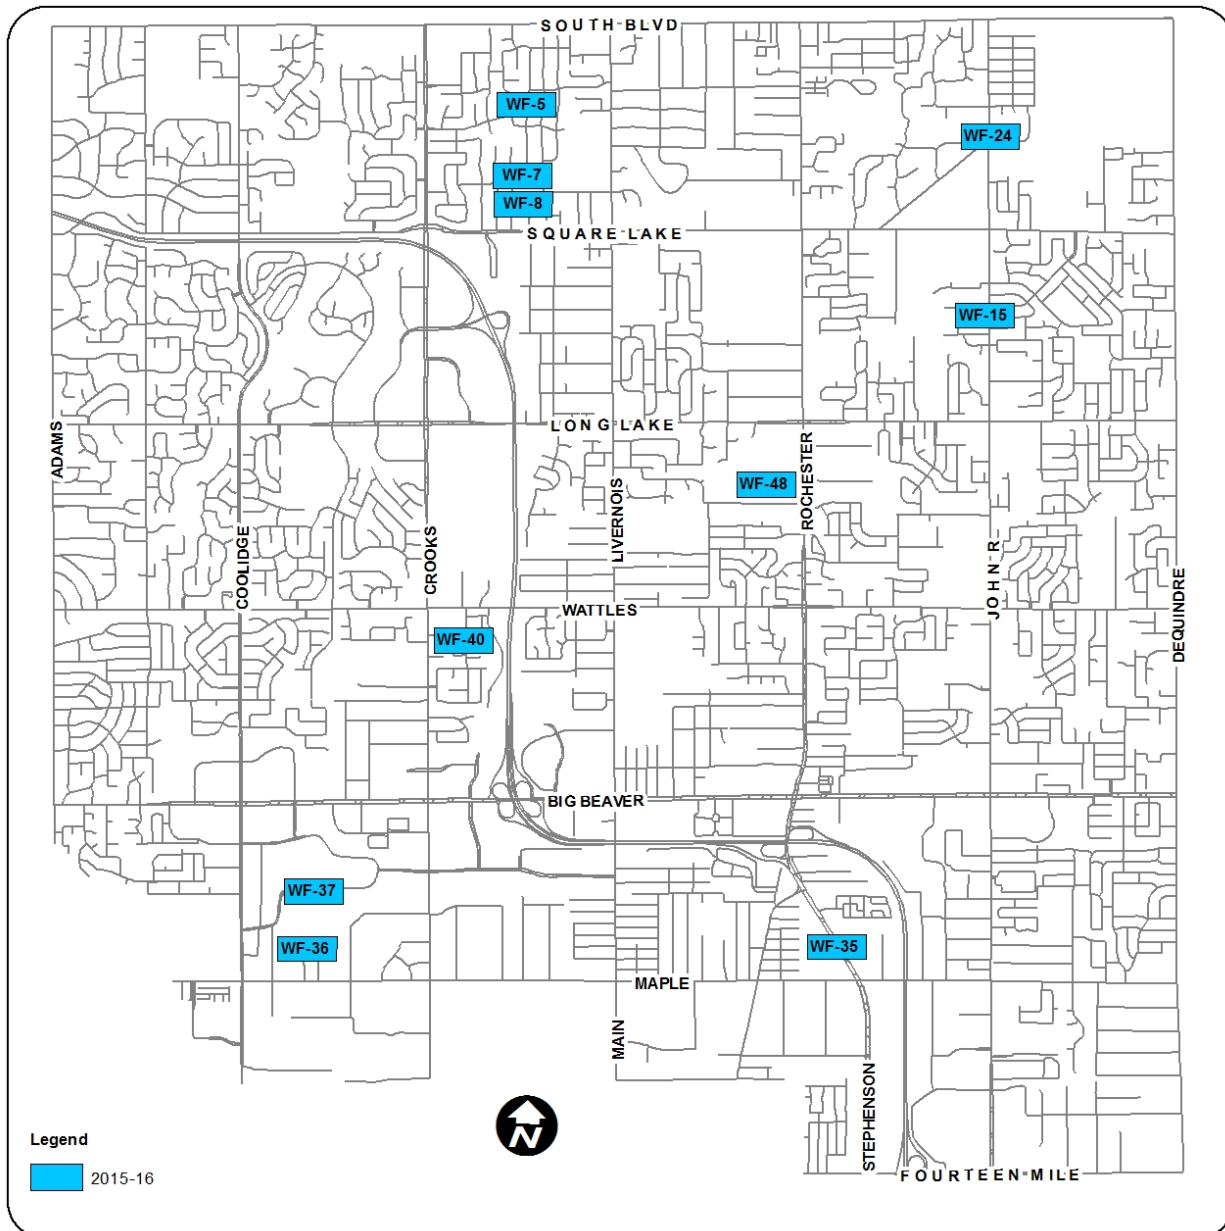 SOUTH BLVD
WF-5
WF-24
WF-7
WF-8
SQUARE LAKE
WF-15
LONG LAKE
ADAMS
ROCHESTER
WF-48
LIVERNOIS
COOLIDGE
CROOKS
JOHN R
WATTLES
DEQUINDRE
WF-40
BIG BEAVER
WF-37
WF-36
WF-35
MAPLE
MAIN
STEPHENSON
N
Legend
2015-16
FOURTEEN MILE